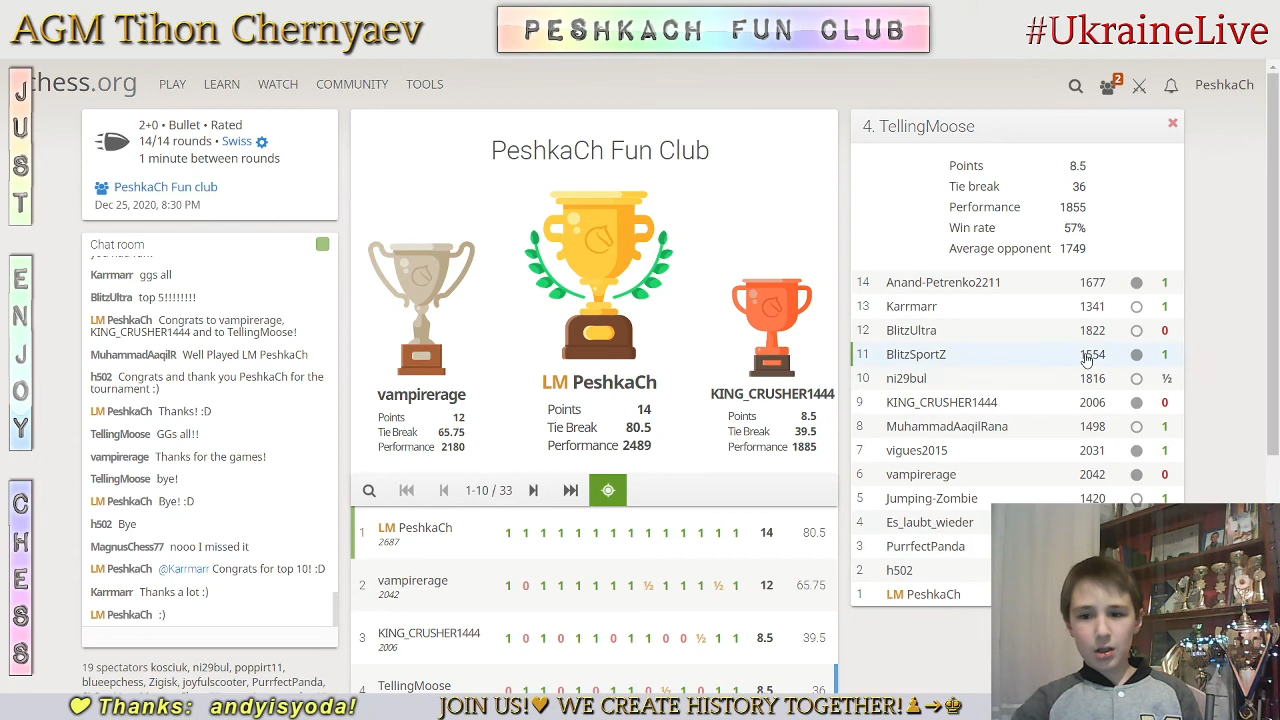 AGM Tihon Chernyaev
PESHKACH FUN CLUB
#UkraineLive
JUST
ENJOY
CHESS
chess.org
PLAY
LEARN
WATCH
COMMUNITY
TOOLS
2
PeshkaCh
2+0 • Bullet • Rated
14/14 rounds • Swiss
1 minute between rounds
PeshkaCh Fun club
Dec 25, 2020, 8:30 PM
Chat room
Karrmarr ggs all
BlitzUltra top 5!!!!!!!!
LM PeshkaCh Congrats to vampirerage,
KING_CRUSHER1444 and to TellingMoose!
MuhammadAaqilR Well Played LM PeshkaCh
h502 Congrats and thank you PeshkaCh for the
tournament :)
LM PeshkaCh Thanks! :D
TellingMoose GGs all!!
vampirerage Thanks for the games!
TellingMoose bye!
LM PeshkaCh Bye! :D
h502 Bye
MagnusChess77 nooo I missed it
LM PeshkaCh @Karrmarr Congrats for top 10! :D
Karrmarr Thanks a lot :)
LM PeshkaCh :)
19 spectators kosciuk, ni29bul, poppirt11,
blueepchess, Zigisk, joyfulscooter, PurrfectPanda,
PeshkaCh Fun Club
vampirerage
Points 12
Tie Break 65.75
Performance 2180
LM PeshkaCh
Points 14
Tie Break 80.5
Performance 2489
KING_CRUSHER1444
Points 8.5
Tie Break 39.5
Performance 1885
1-10 / 33
1 LM PeshkaCh 1 1 1 1 1 1 1 1 1 1 1 1 1 1 14 80.5
2687
2 vampirerage 1 0 1 1 1 1 1 1 ½ 1 1 1 ½ 1 12 65.75
2042
3 KING_CRUSHER1444 1 0 1 0 1 1 0 1 1 0 0 ½ 1 1 8.5 39.5
2006
4 TellingMoose 8.5 36
4. TellingMoose
Points 8.5
Tie break 36
Performance 1855
Win rate 57%
Average opponent 1749
14 Anand-Petrenko2211 1677 1
13 Karrmarr 1341 1
12 BlitzUltra 1822 0
11 BlitzSportZ 1
10 ni29bul 1816 ½
9 KING_CRUSHER1444 2006 0
8 MuhammadAaqilRana 1498 1
7 vigues2015 2031 1
6 vampirerage 2042 0
5 Jumping-Zombie 1420 1
4 Es_laubt_wieder
3 PurrfectPanda
2 h502
1 LM PeshkaCh
Thanks: andyisyoda!
JOIN US! WE CREATE HISTORY TOGETHER!